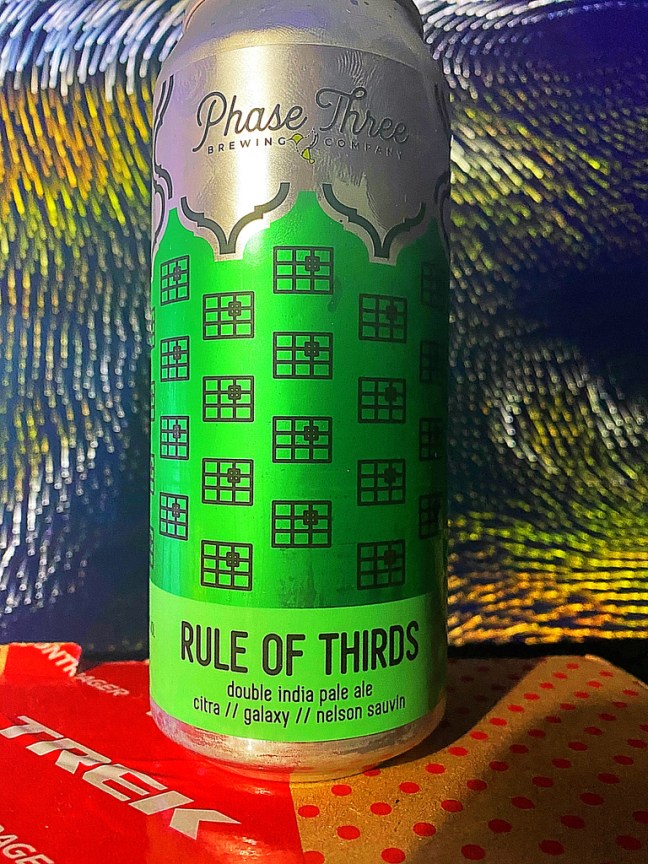 Phase Three
BREWING COMPANY
RULE OF THIRDS
double india pale ale
citra // galaxy // nelson sauvin
TREK